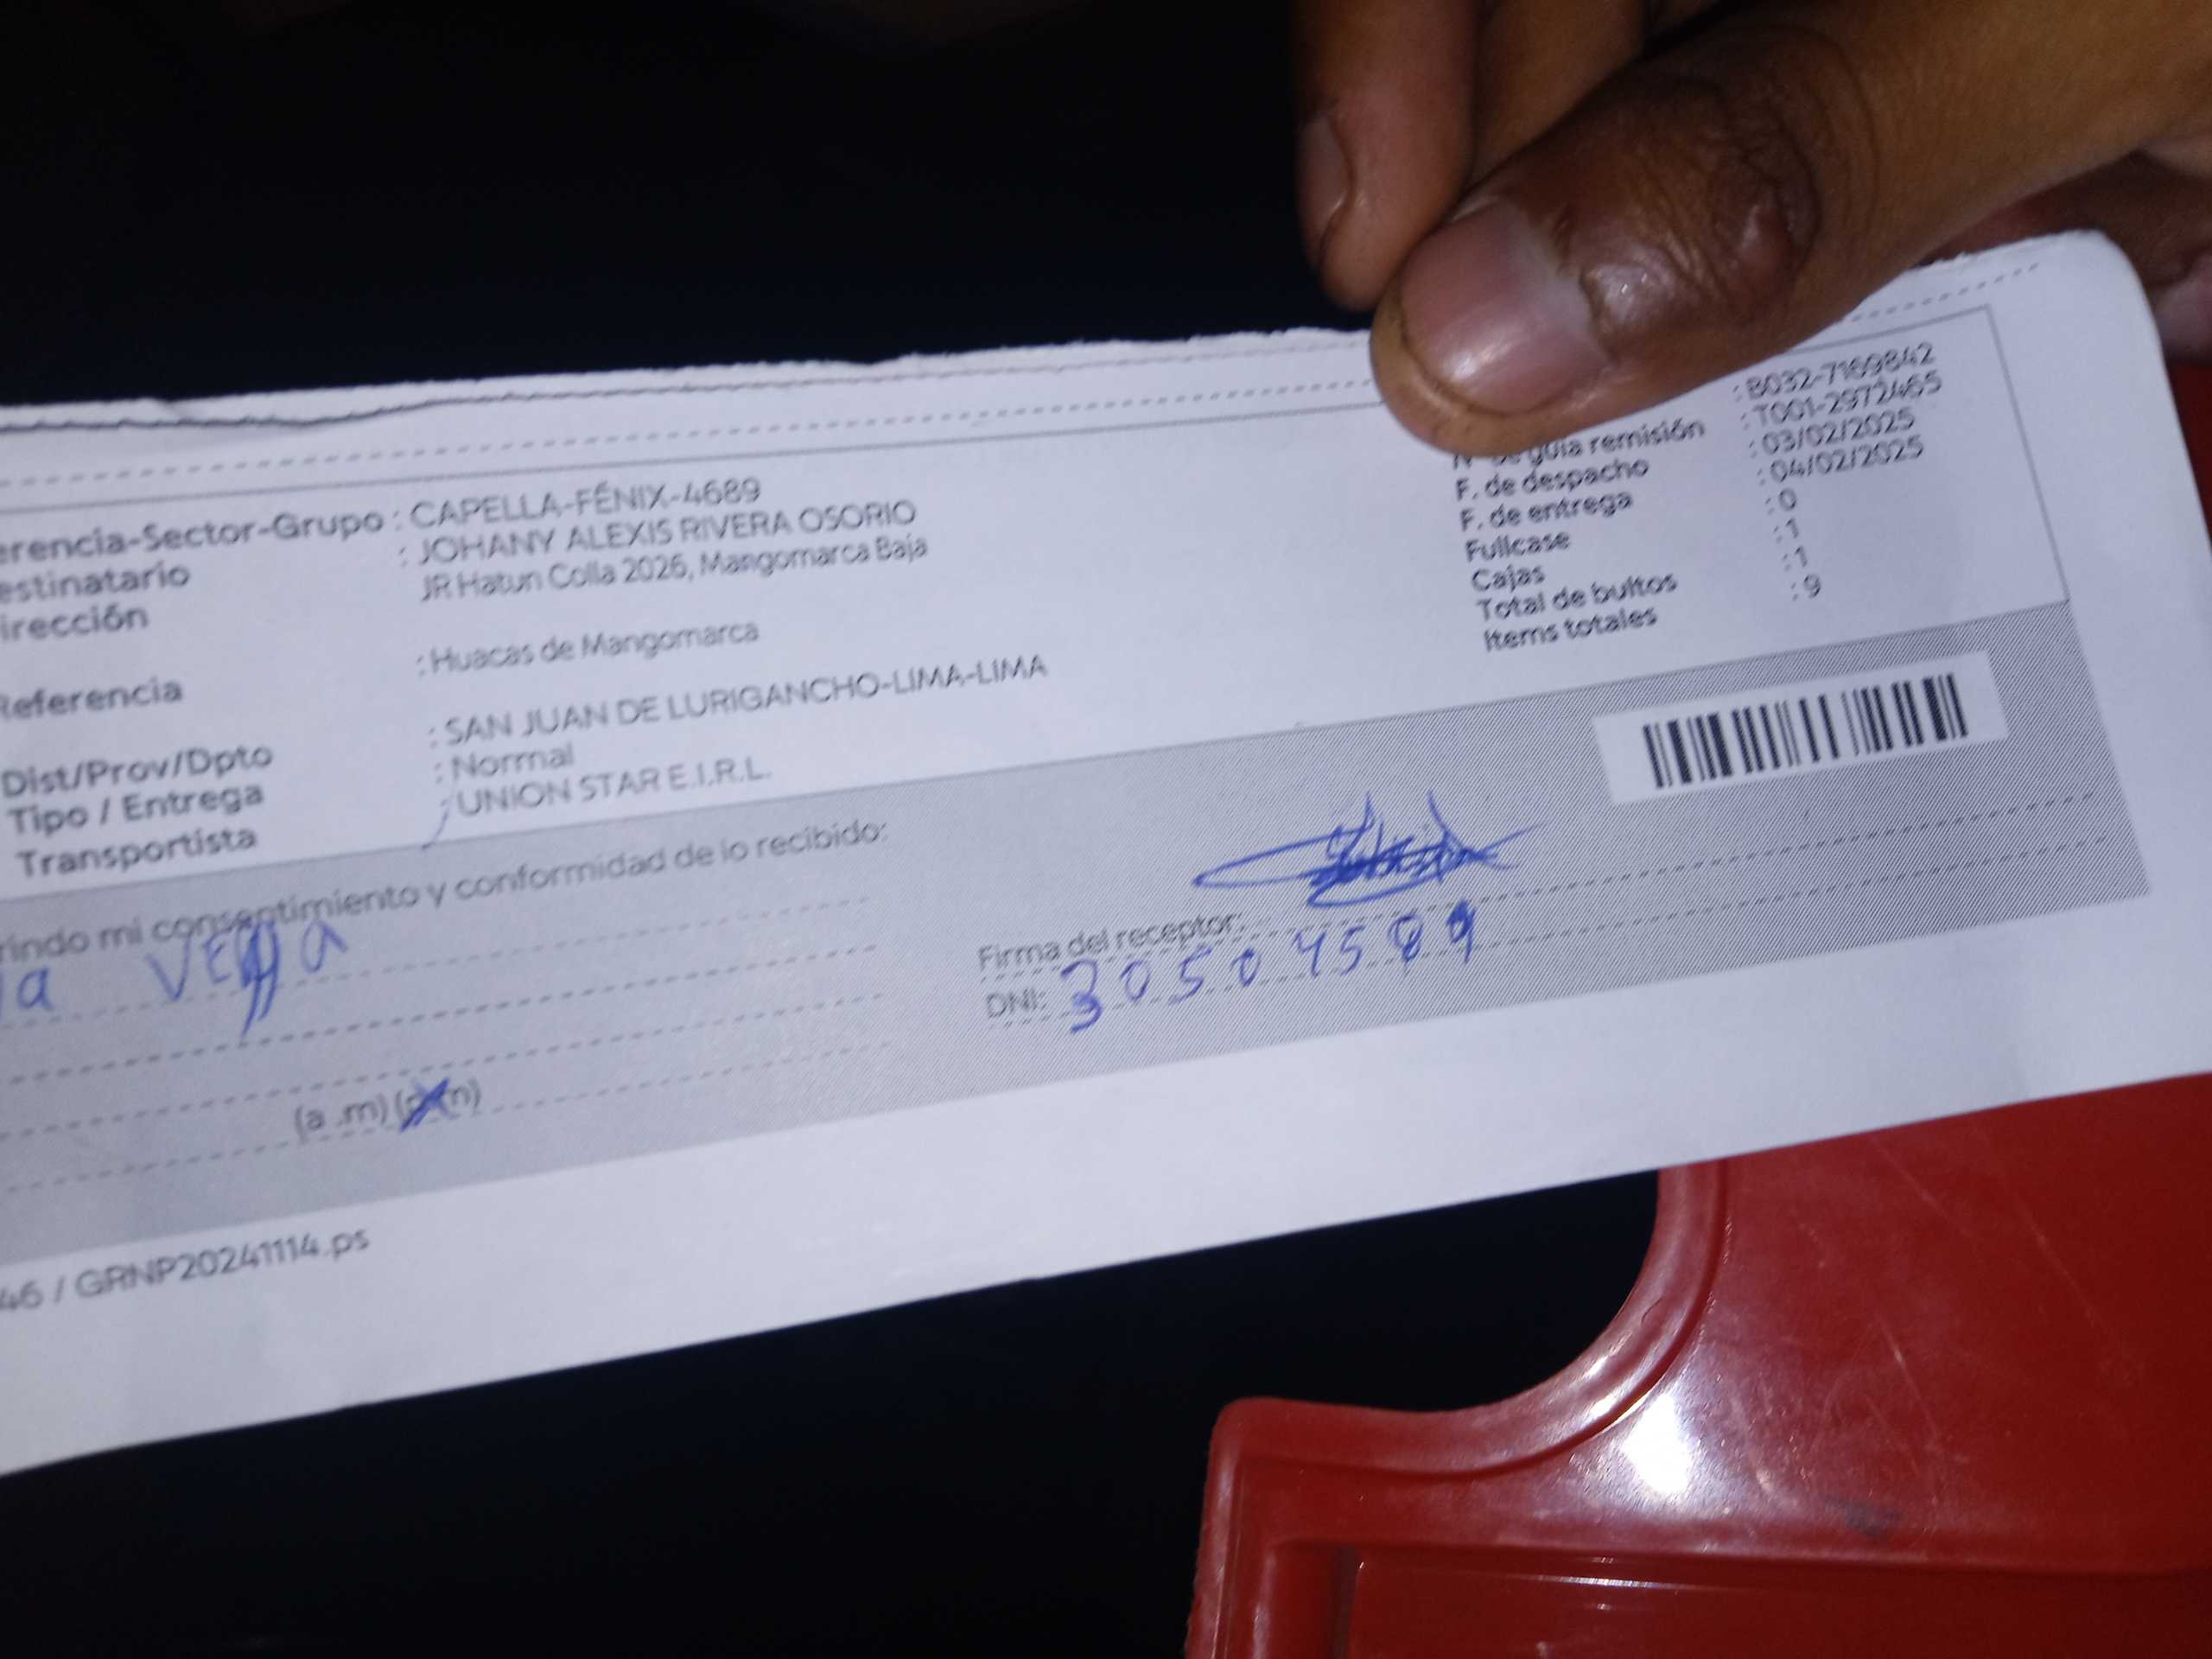 erencia-Sector-Grupo : CAPELLA-FÉNIX-4689
estinatario : JOHANY ALEXIS RIVERA OSORIO
irección JR Hatun Colla 2026, Mangomarca Baja
Referencia : Huacas de Mangomarca
Dist/Prov/Dpto : SAN JUAN DE LURIGANCHO-LIMA-LIMA
Tipo / Entrega : Normal
Transportista : UNION STAR E.I.R.L.
: B032-7169842
N° de guía remisión : T001-2972465
F. de despacho : 03/02/2025
F. de entrega : 04/02/2025
Fullcase : 0
Cajas : 1
Total de bultos : 1
Items totales : 9
rindo mi consentimiento y conformidad de lo recibido:
(a .m) (p.m)
Firma del receptor:
DNI: 30504589
46 / GRNP20241114.ps